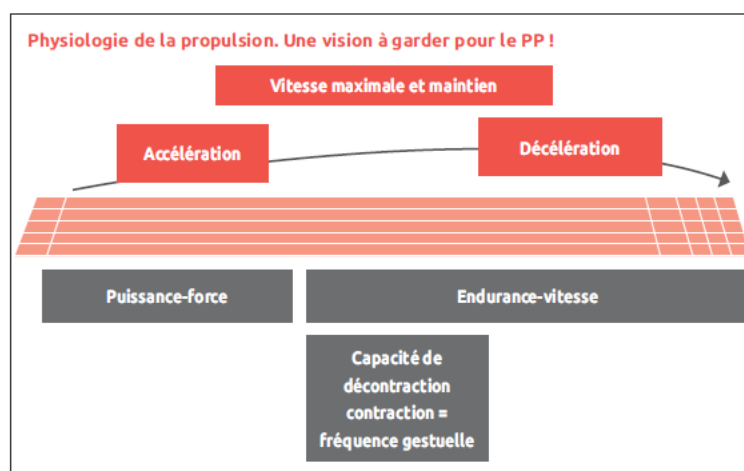 Physiologie de la propulsion. Une vision à garder pour le PP !
Vitesse maximale et maintien
Accélération
Décélération
Puissance-force
Endurance-vitesse
Capacité de
décontraction
contraction =
fréquence gestuelle